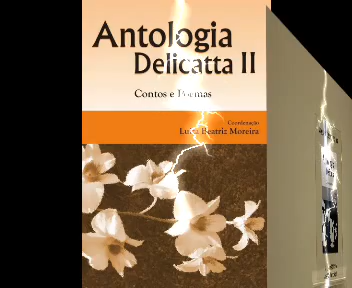 Antologia
Delicatta II
Contos e Poemas
Coordenação
Luiza Beatriz Moreira